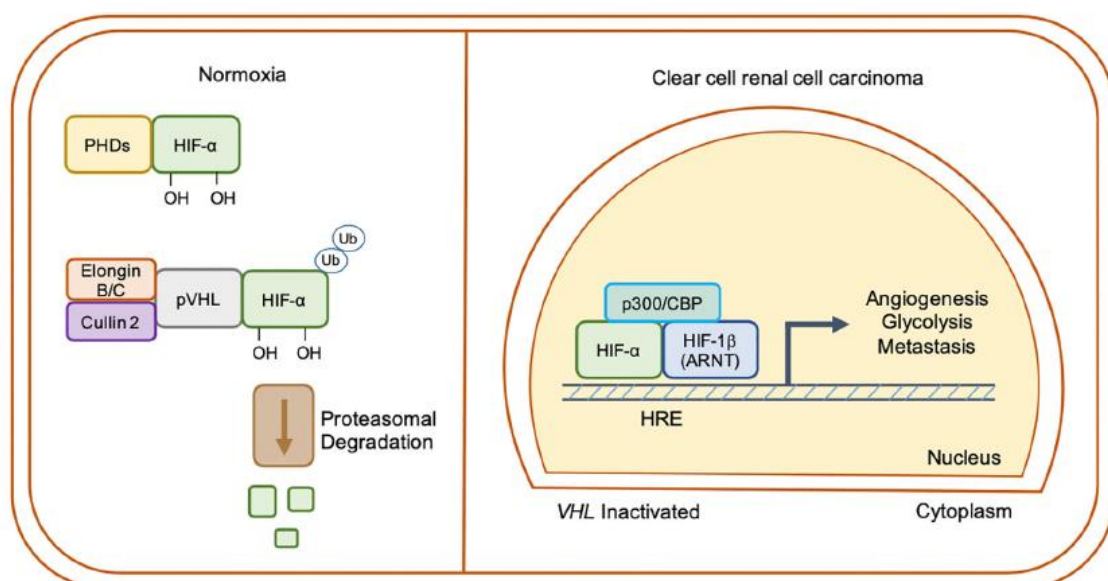 Normoxia
PHDs
HIF-α
OH
OH
Ub
Ub
Elongin
B/C
Cullin 2
pVHL
HIF-α
OH
OH
Proteasomal
Degradation
Clear cell renal cell carcinoma
p300/CBP
HIF-α
HIF-1β
(ARNT)
Angiogenesis
Glycolysis
Metastasis
HRE
Nucleus
VHL Inactivated
Cytoplasm